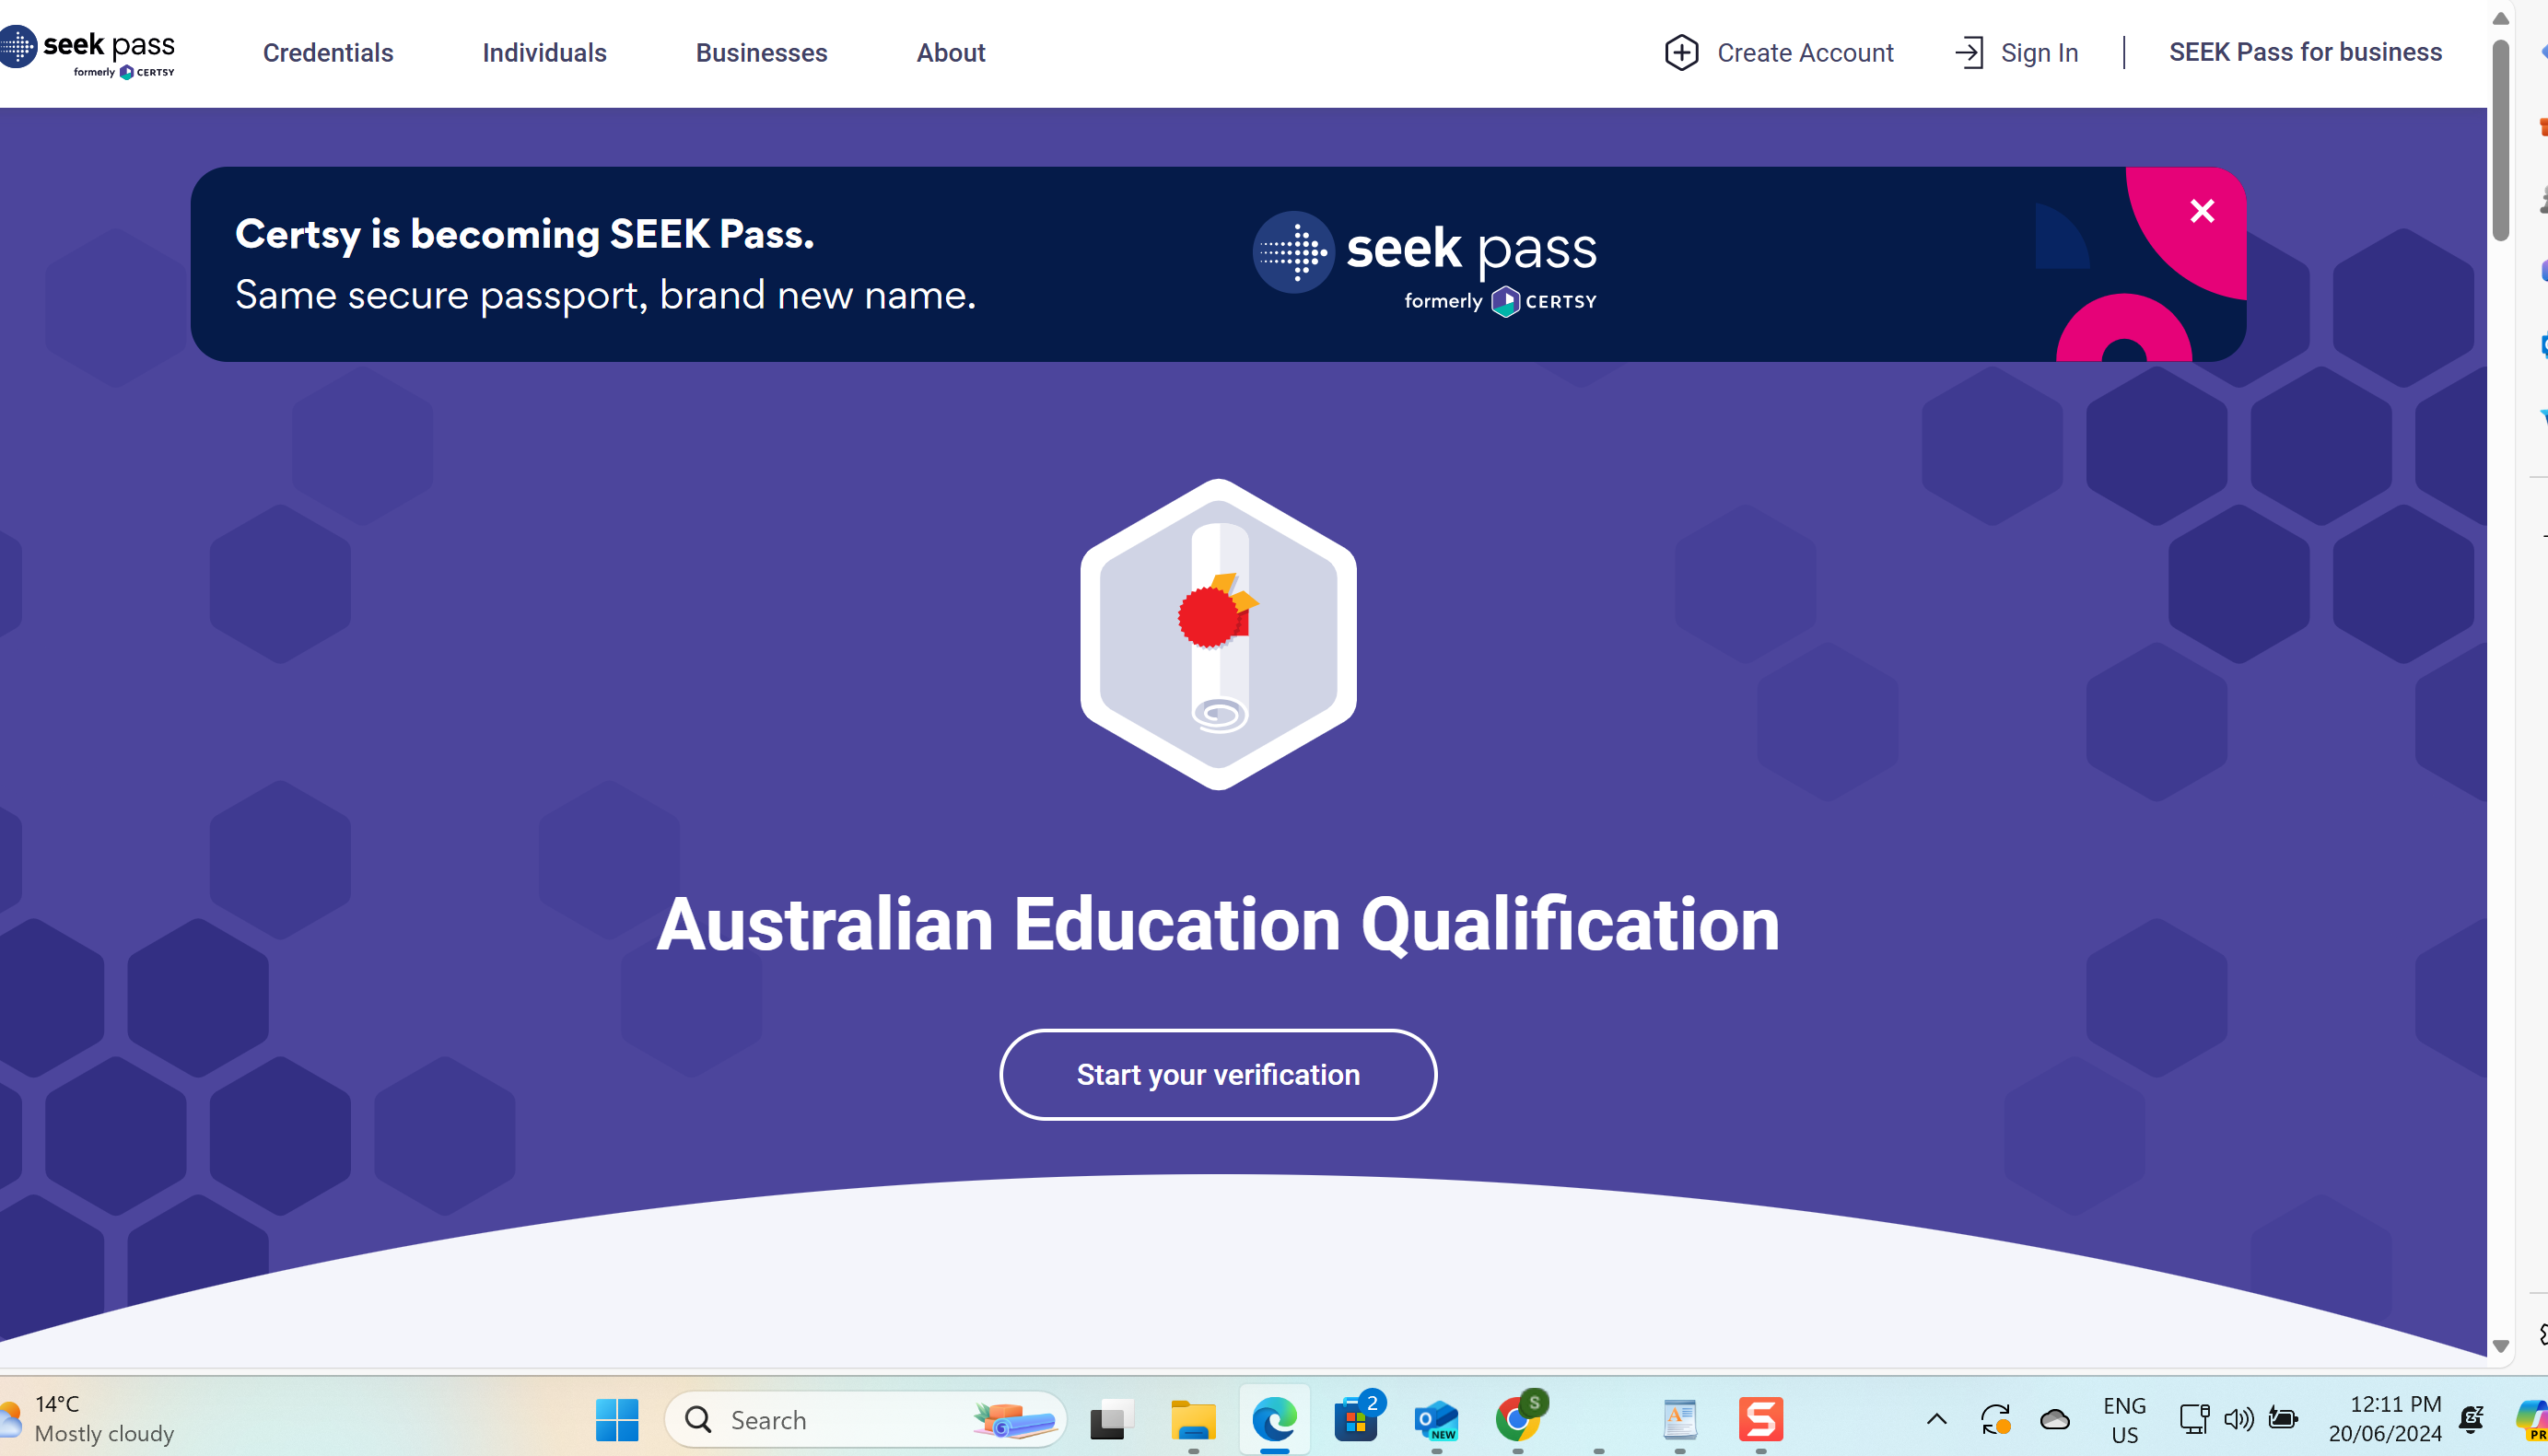 seek pass
formerly CERTSY
Credentials
Individuals
Businesses
About
Create Account
Sign In
SEEK Pass for business
Certsy is becoming SEEK Pass.
Same secure passport, brand new name.
seek pass
formerly CERTSY
Australian Education Qualification
Start your verification
14°C
Mostly cloudy
Search
2
NEW
S
ENG
US
12:11 PM
20/06/2024